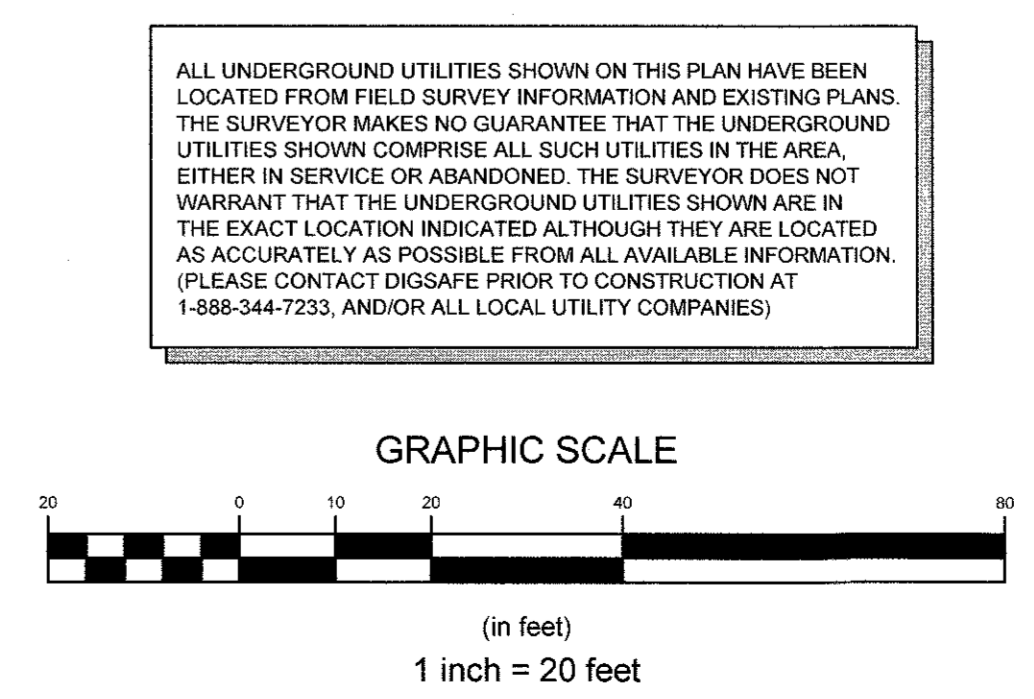 ALL UNDERGROUND UTILITIES SHOWN ON THIS PLAN HAVE BEEN
LOCATED FROM FIELD SURVEY INFORMATION AND EXISTING PLANS.
THE SURVEYOR MAKES NO GUARANTEE THAT THE UNDERGROUND
UTILITIES SHOWN COMPRISE ALL SUCH UTILITIES IN THE AREA,
EITHER IN SERVICE OR ABANDONED. THE SURVEYOR DOES NOT
WARRANT THAT THE UNDERGROUND UTILITIES SHOWN ARE IN
THE EXACT LOCATION INDICATED ALTHOUGH THEY ARE LOCATED
AS ACCURATELY AS POSSIBLE FROM ALL AVAILABLE INFORMATION.
(PLEASE CONTACT DIGSAFE PRIOR TO CONSTRUCTION AT
1-888-344-7233, AND/OR ALL LOCAL UTILITY COMPANIES)
GRAPHIC SCALE
20 0 10 20 40 80
(in feet)
1 inch = 20 feet